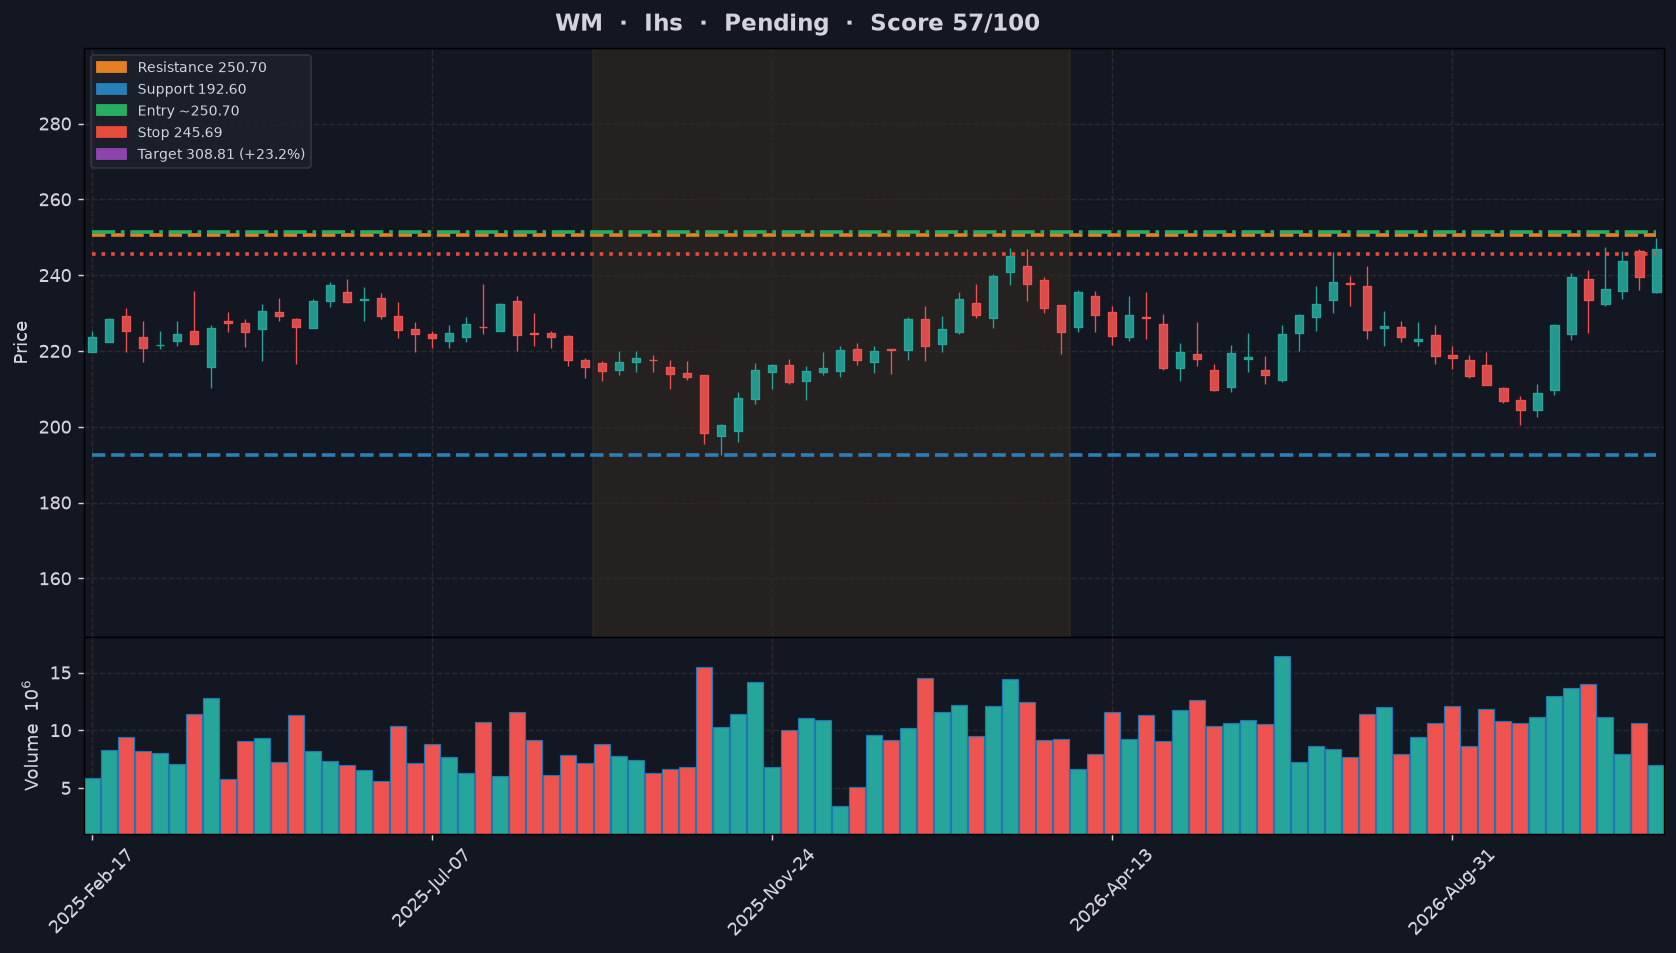 WM · Ihs · Pending · Score 57/100
Resistance 250.70
Support 192.60
Entry ~250.70
Stop 245.69
Target 308.81 (+23.2%)
Price
280
260
240
220
200
180
160
Volume 10⁶
15
10
5
2025-Feb-17
2025-Jul-07
2025-Nov-24
2026-Apr-13
2026-Aug-31